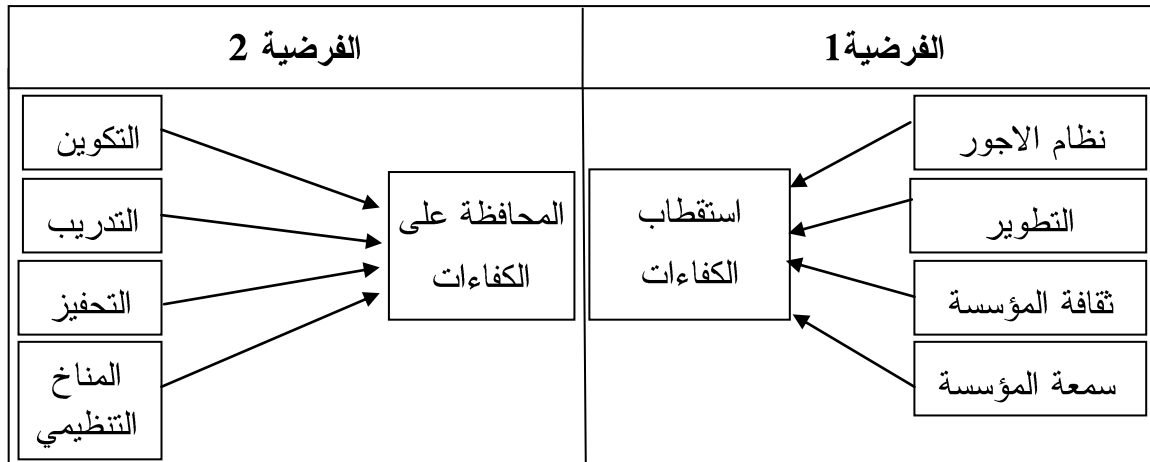 الفرضية1
نظام الاجور
التطوير
ثقافة المؤسسة
سمعة المؤسسة
استقطاب
الكفاءات
الفرضية 2
المحافظة على
الكفاءات
التكوين
التدريب
التحفيز
المناخ
التنظيمي